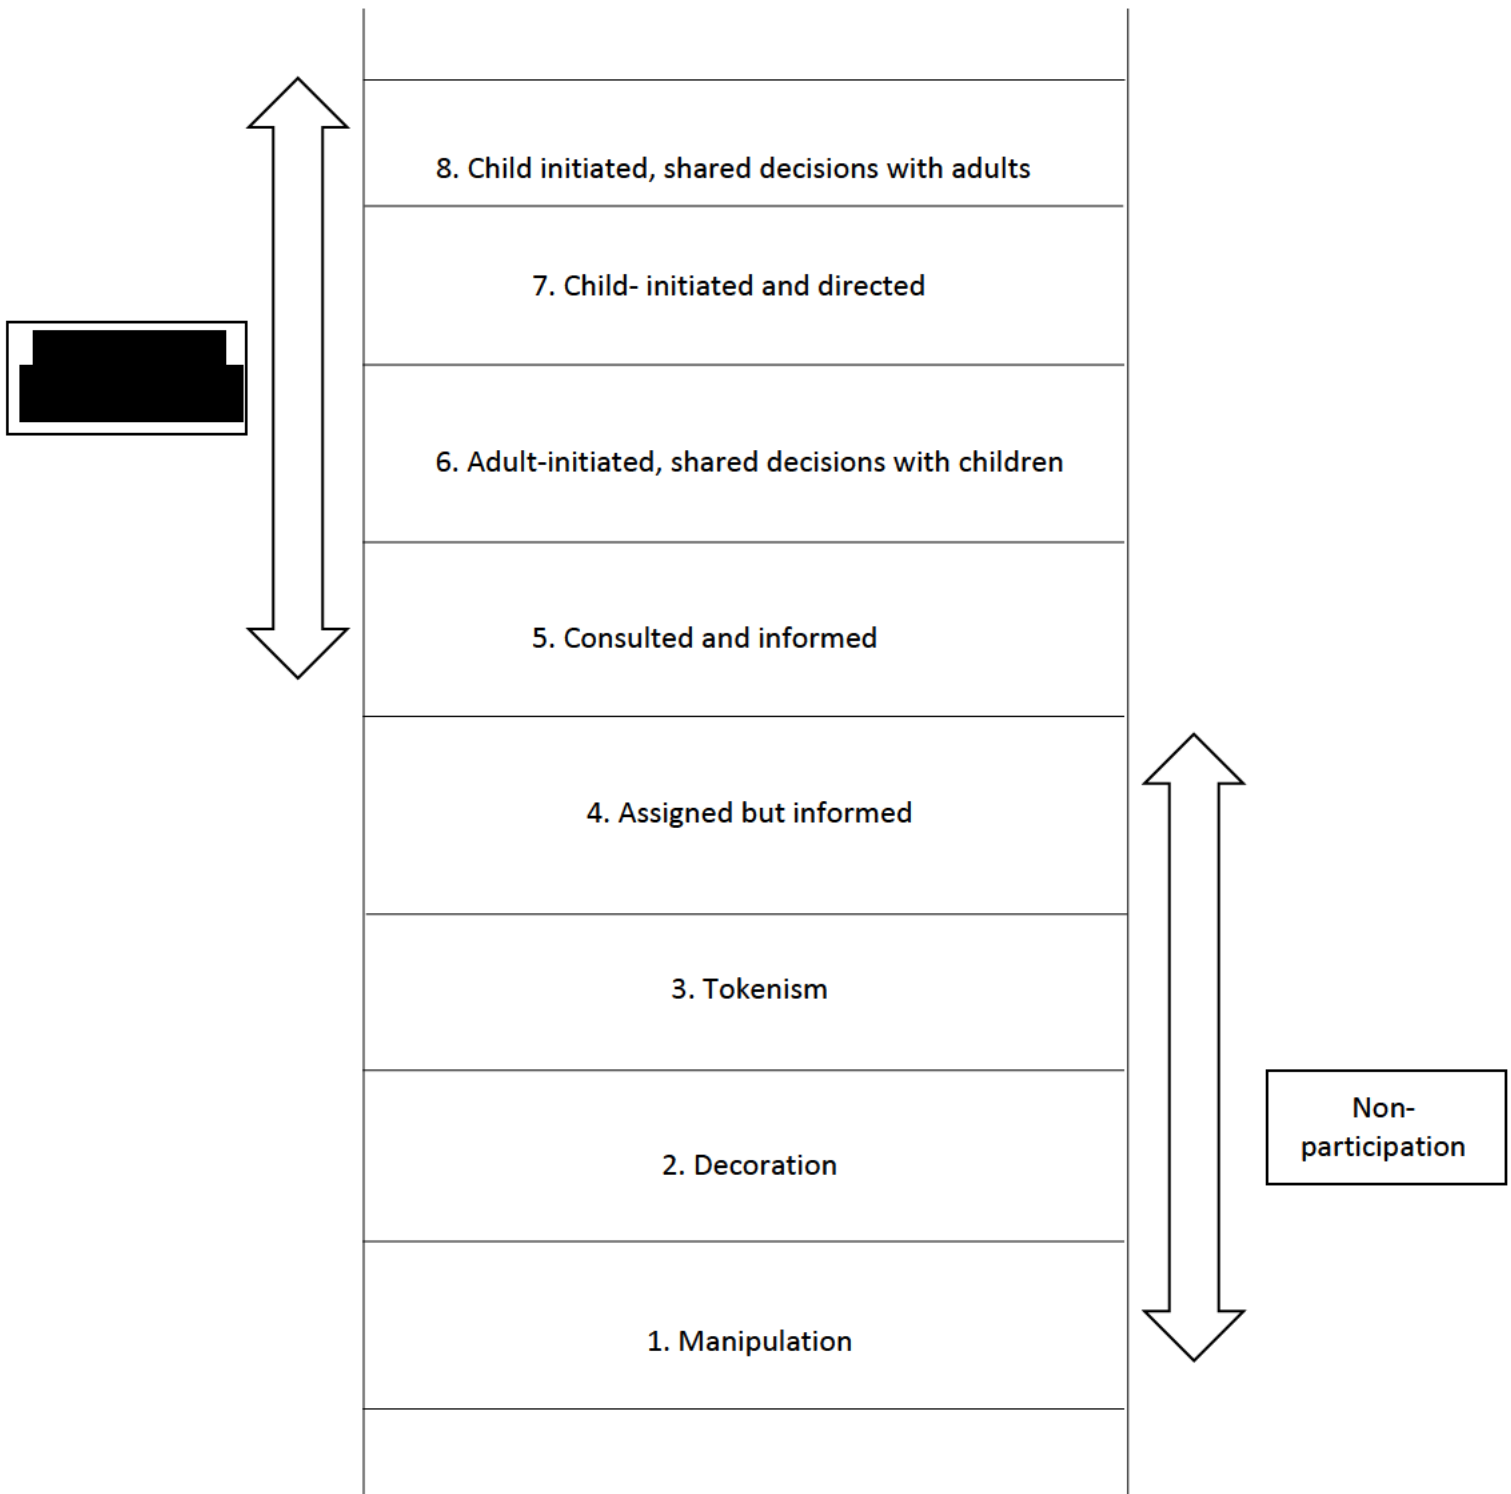 8. Child initiated, shared decisions with adults
7. Child- initiated and directed
6. Adult-initiated, shared decisions with children
5. Consulted and informed
4. Assigned but informed
3. Tokenism
2. Decoration
Non-
participation
1. Manipulation